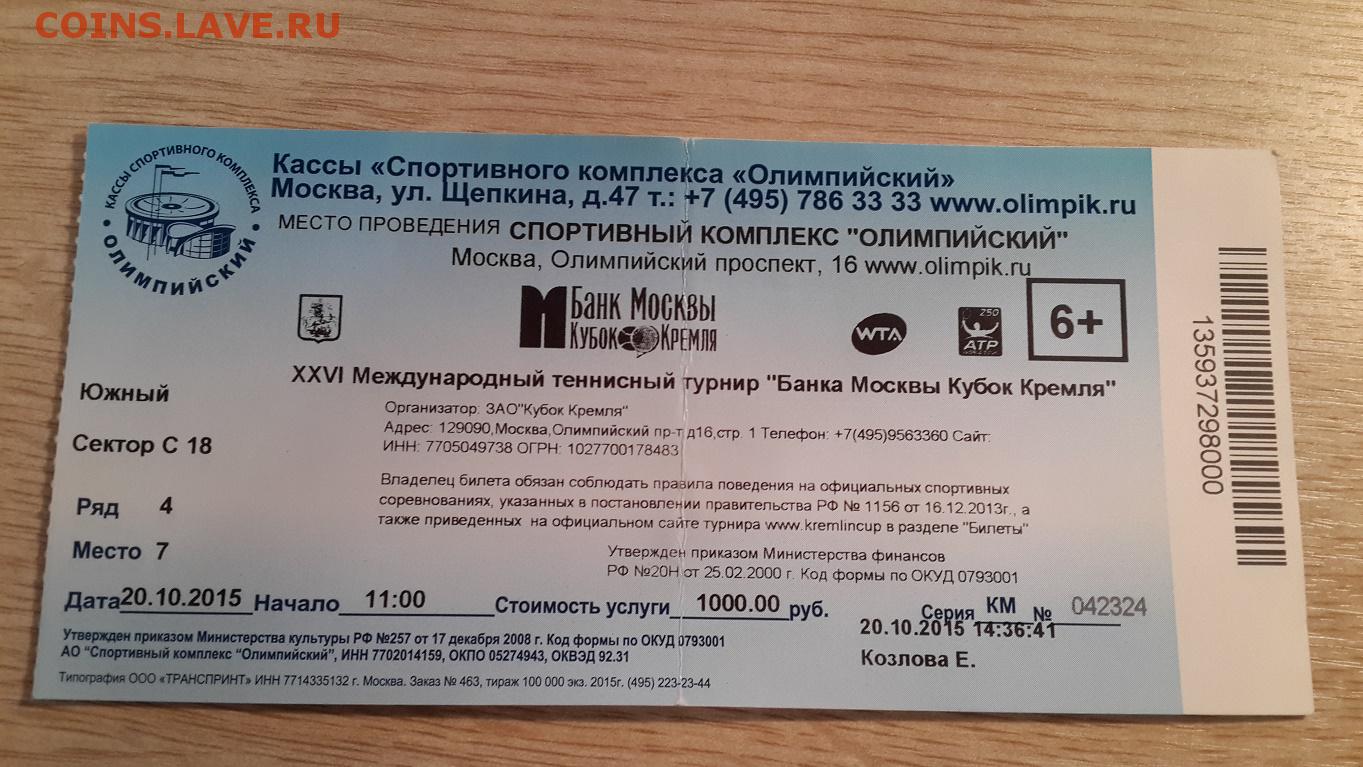 COINS.LAVE.RU
КАССЫ СПОРТИВНОГО КОМПЛЕКСА
• ОЛИМПИЙСКИЙ •
Кассы «Спортивного комплекса «Олимпийский»
Москва, ул. Щепкина, д.47 т.: +7 (495) 786 33 33 www.olimpik.ru
МЕСТО ПРОВЕДЕНИЯ СПОРТИВНЫЙ КОМПЛЕКС "ОЛИМПИЙСКИЙ"
Москва, Олимпийский проспект, 16 www.olimpik.ru
БАНК МОСКВЫ
КУБОК КРЕМЛЯ
WTA
250
ATP
6+
XXVI Международный теннисный турнир "Банка Москвы Кубок Кремля"
Южный
Сектор C 18
Ряд 4
Место 7
Организатор: ЗАО"Кубок Кремля"
Адрес: 129090,Москва,Олимпийский пр-т д16,стр. 1 Телефон: +7(495)9563360 Сайт:
ИНН: 7705049738 ОГРН: 1027700178483
Владелец билета обязан соблюдать правила поведения на официальных спортивных
соревнованиях, указанных в постановлении правительства РФ № 1156 от 16.12.2013г., а
также приведенных на официальном сайте турнира www.kremlincup в разделе "Билеты"
Утвержден приказом Министерства финансов
РФ №20Н от 25.02.2000 г. Код формы по ОКУД 0793001
Дата 20.10.2015 Начало 11:00 Стоимость услуги 1000.00 руб. Серия КМ № 042324
20.10.2015 14:36:41
Козлова Е.
Утвержден приказом Министерства культуры РФ №257 от 17 декабря 2008 г. Код формы по ОКУД 0793001
АО "Спортивный комплекс "Олимпийский", ИНН 7702014159, ОКПО 05274943, ОКВЭД 92.31
Типография ООО «ТРАНСПРИНТ» ИНН 7714335132 г. Москва. Заказ № 463, тираж 100 000 экз. 2015г. (495) 223-23-44
135937298000